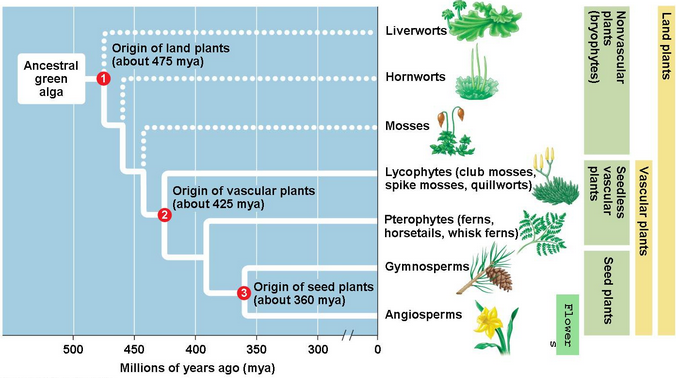 Ancestral
green
alga
1
Origin of land plants
(about 475 mya)
2
Origin of vascular plants
(about 425 mya)
3
Origin of seed plants
(about 360 mya)
500
450
400
350
300
0
Millions of years ago (mya)
Liverworts
Hornworts
Mosses
Lycophytes (club mosses,
spike mosses, quillworts)
Pterophytes (ferns,
horsetails, whisk ferns)
Gymnosperms
Angiosperms
Flower
s
Nonvascular
plants
(bryophytes)
Seedless
vascular
plants
Seed plants
Vascular plants
Land plants